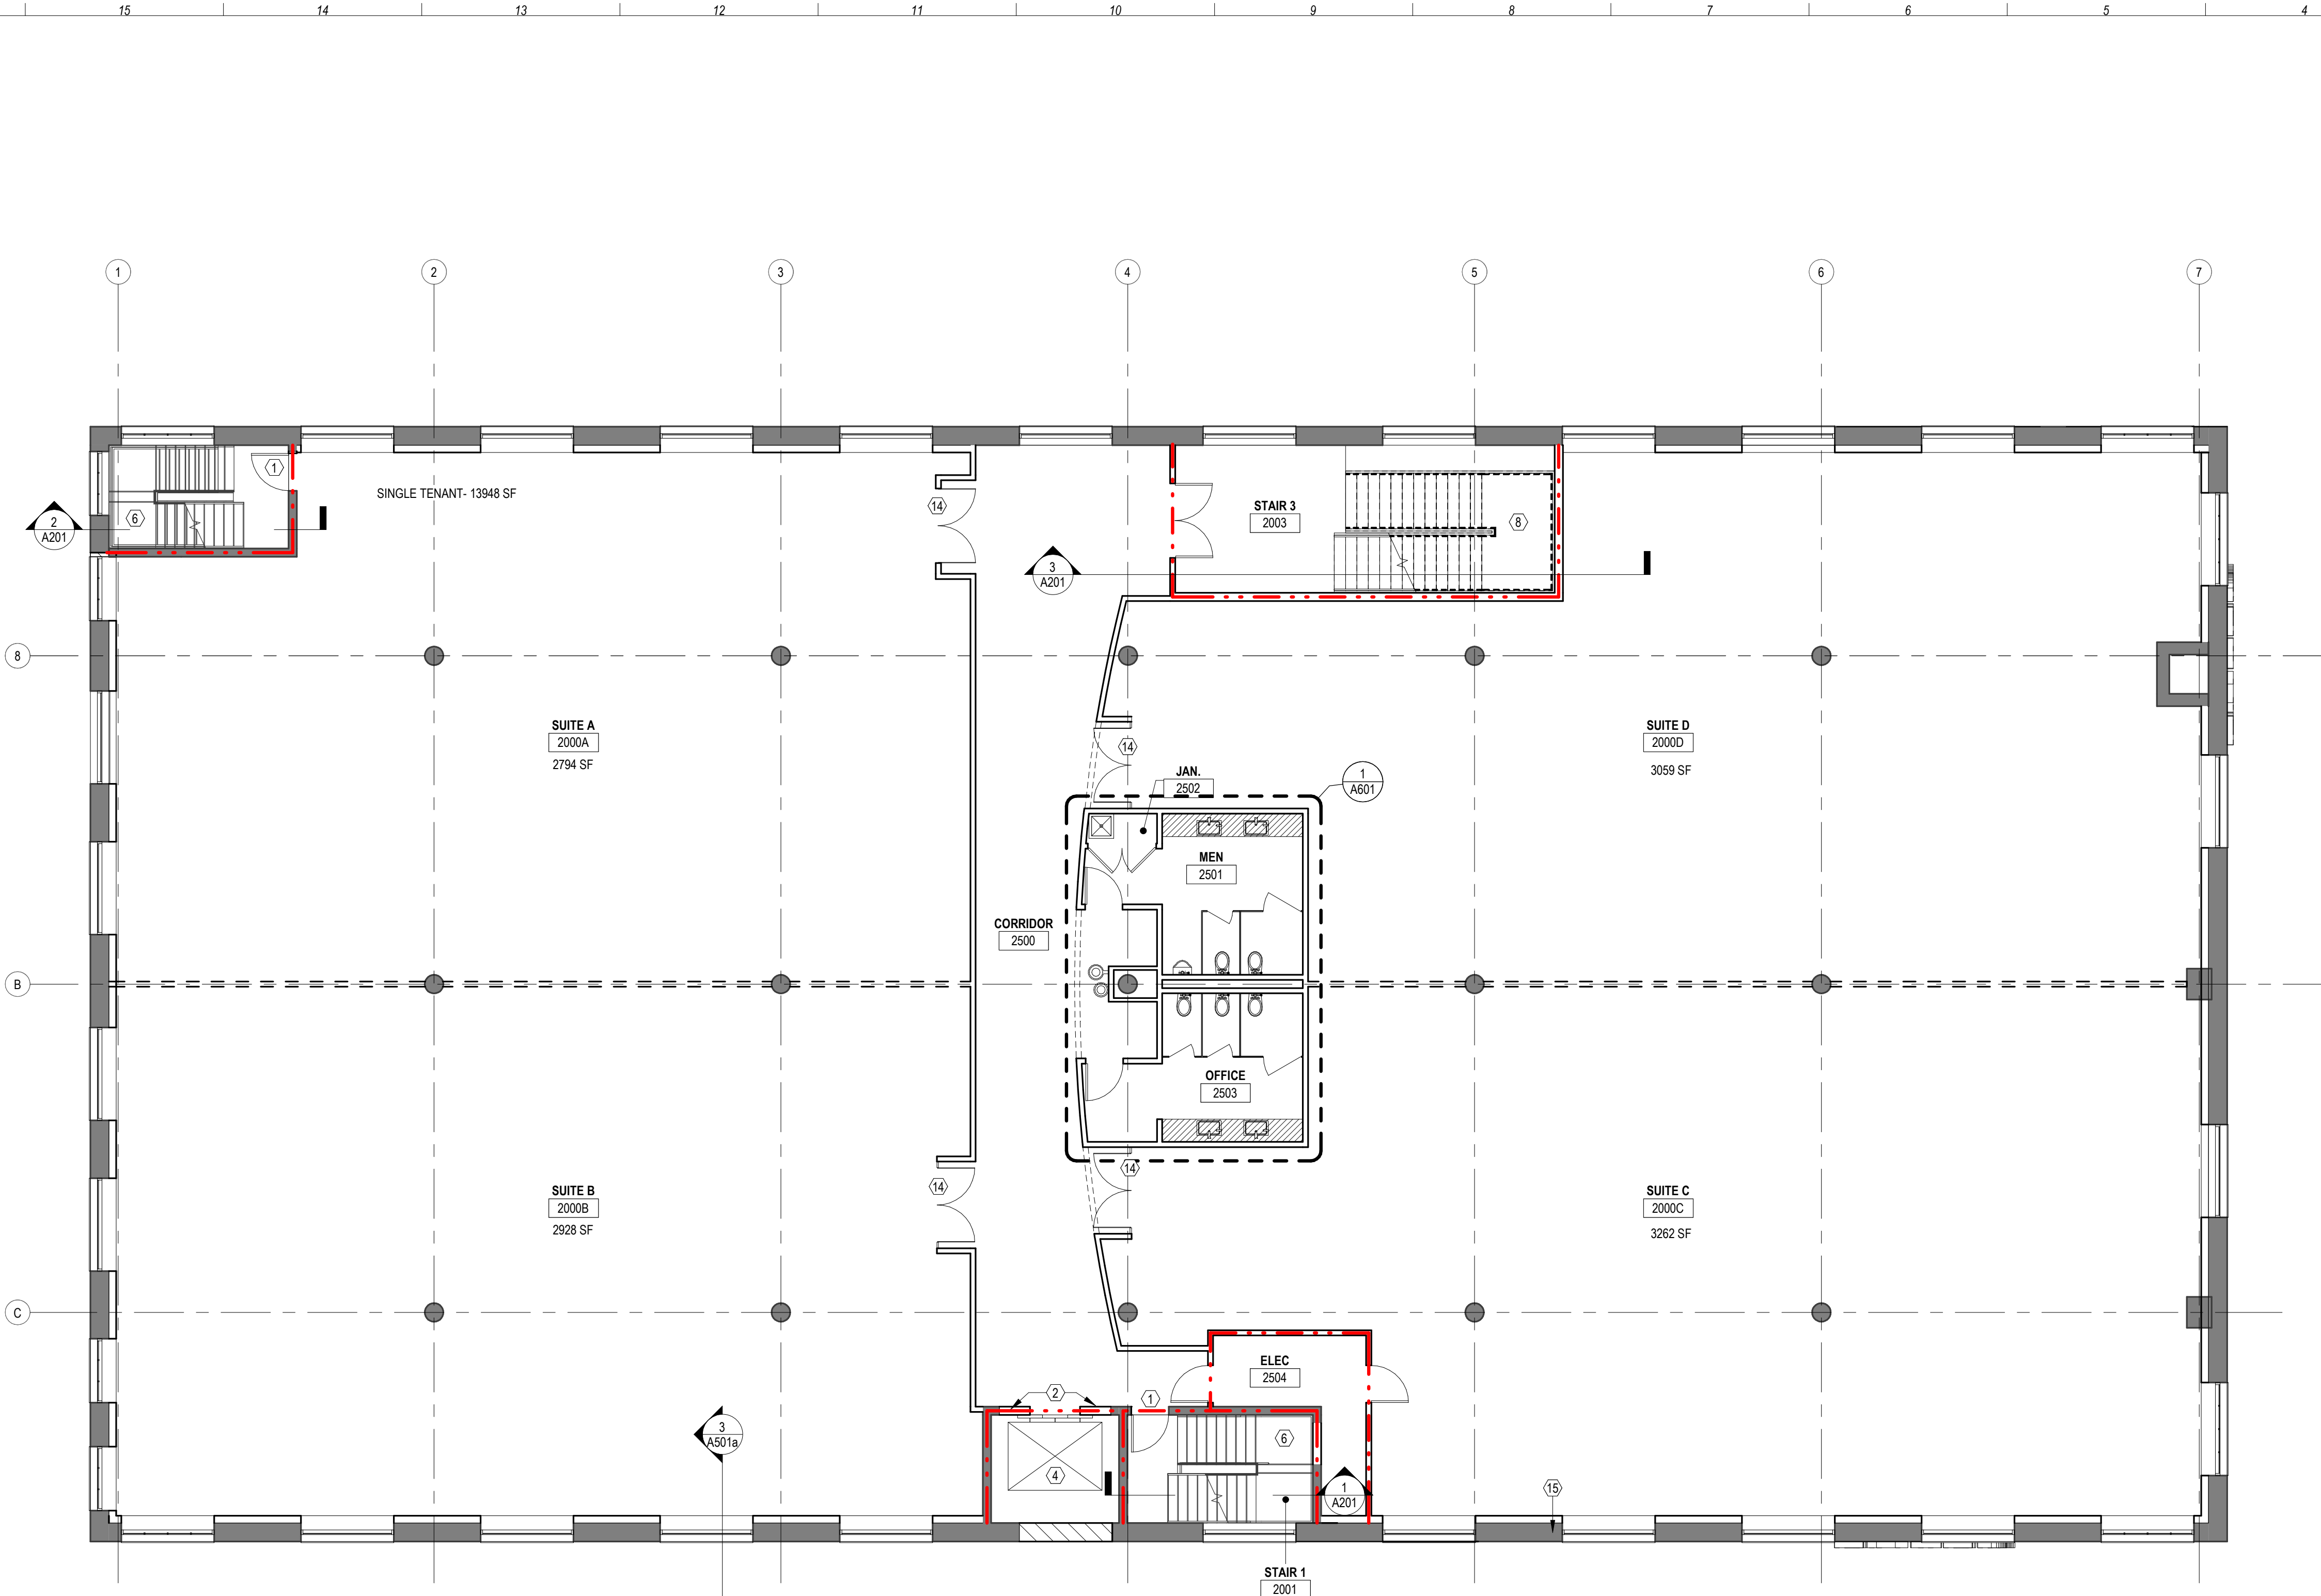 15 14 13 12 11 10 9 8 7 6 5 4
1 2 3 4 5 6 7
1
SINGLE TENANT- 13948 SF
14
STAIR 3
2003
6
8
2
A201
3
A201
8
SUITE A
2000A
2794 SF
SUITE D
2000D
3059 SF
14
JAN.
2502
1
A601
MEN
2501
CORRIDOR
2500
B
OFFICE
2503
14
14
SUITE B
2000B
2928 SF
SUITE C
2000C
3262 SF
C
ELEC
2504
2
1
3
A501a
6
4
1
A201
15
STAIR 1
2001